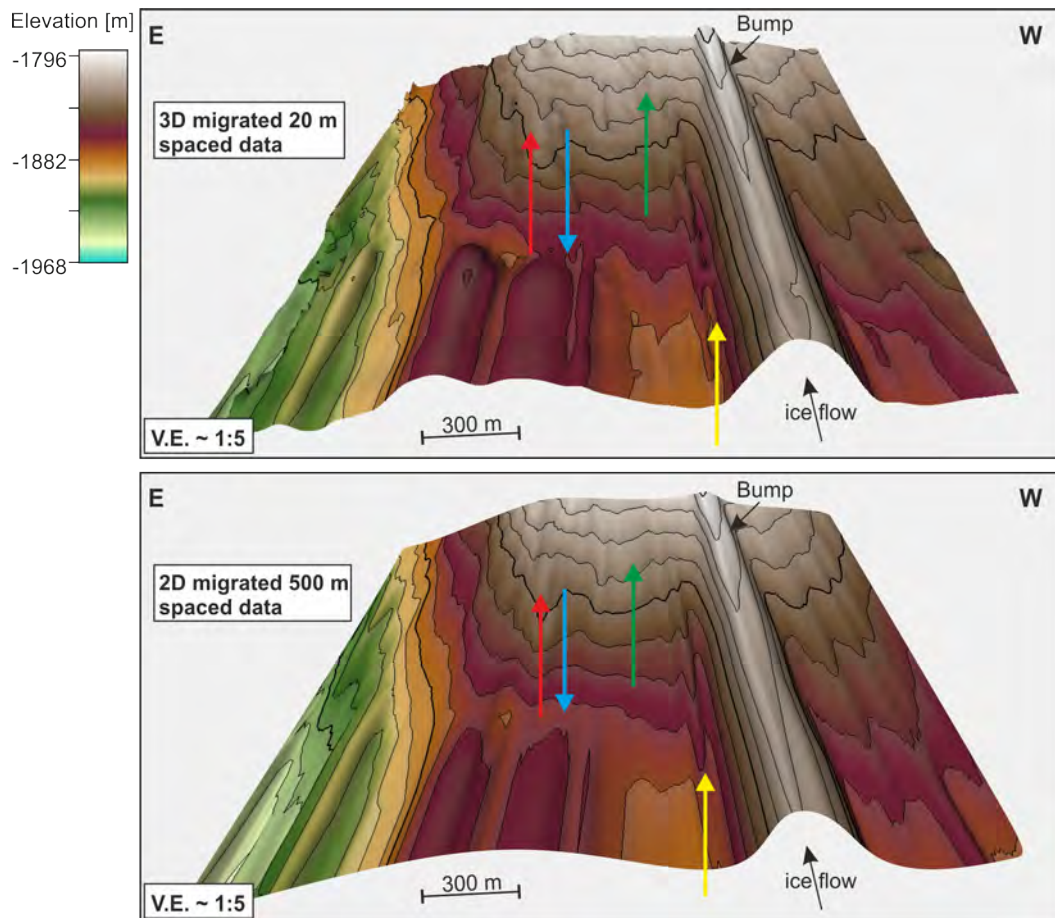 Elevation [m]
-1796
-1882
-1968
E
Bump
W
3D migrated 20 m
spaced data
300 m
ice flow
V.E. ~ 1:5
E
Bump
W
2D migrated 500 m
spaced data
300 m
ice flow
V.E. ~ 1:5